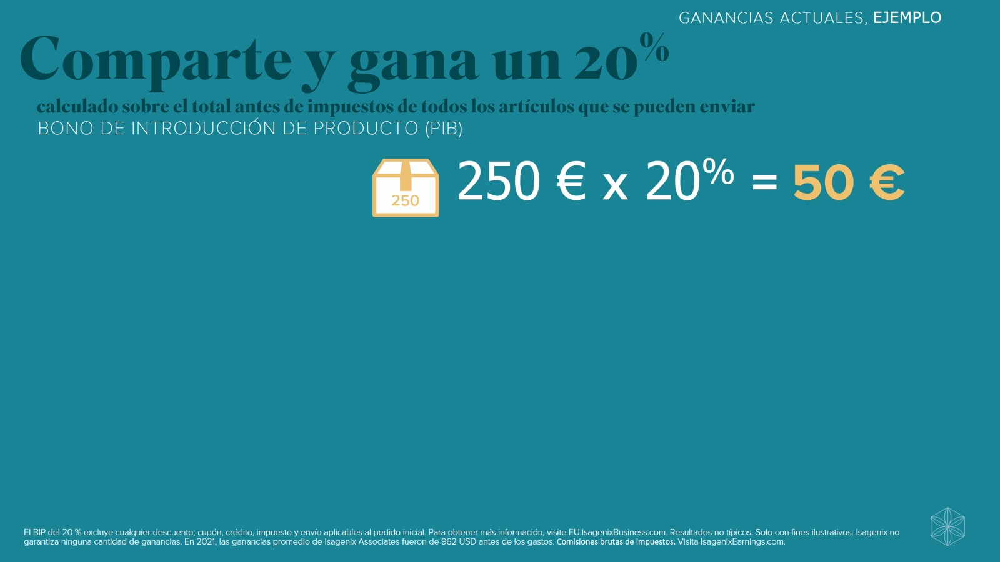 GANANCIAS ACTUALES, EJEMPLO
Comparte y gana un 20%
calculado sobre el total antes de impuestos de todos los artículos que se pueden enviar
BONO DE INTRODUCCIÓN DE PRODUCTO (PIB)
250 250 € x 20% = 50 €
El BIP del 20 % excluye cualquier descuento, cupón, crédito, impuesto y envío aplicables al pedido inicial. Para obtener más información, visite EU.IsagenixBusiness.com. Resultados no típicos. Solo con fines ilustrativos. Isagenix no
garantiza ninguna cantidad de ganancias. En 2021, las ganancias promedio de Isagenix Associates fueron de 962 USD antes de los gastos. Comisiones brutas de impuestos. Visita IsagenixEarnings.com.